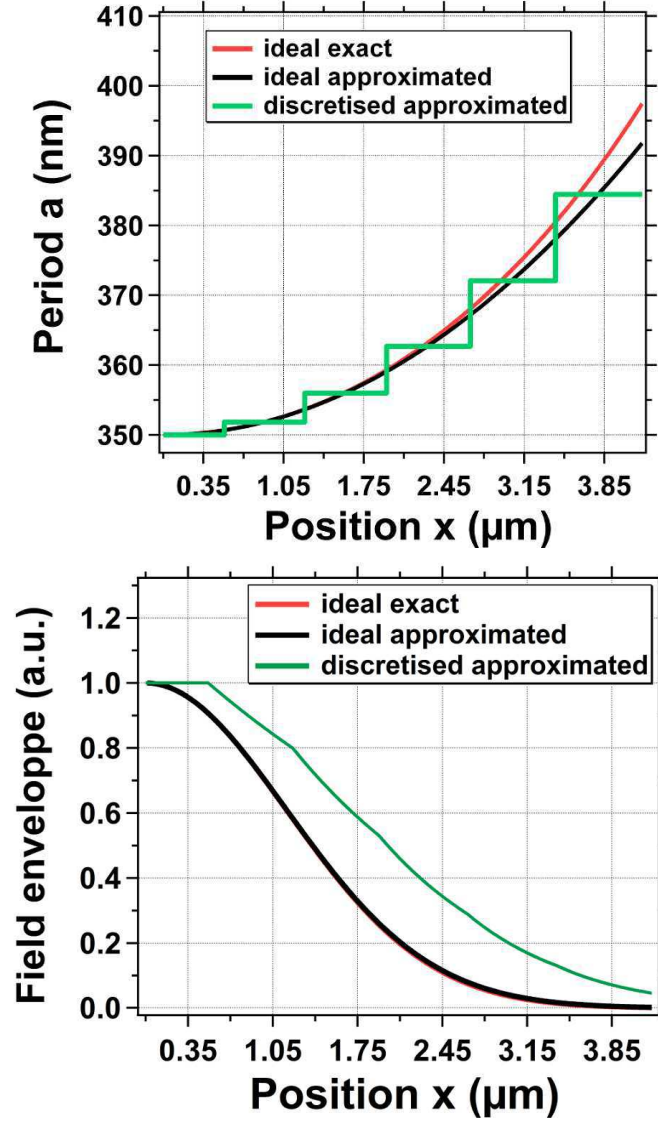 410
400
390
380
370
360
350
Period a (nm)
ideal exact
ideal approximated
discretised approximated
0.35 1.05 1.75 2.45 3.15 3.85
Position x (µm)
1.2
1.0
0.8
0.6
0.4
0.2
0.0
Field enveloppe (a.u.)
ideal exact
ideal approximated
discretised approximated
0.35 1.05 1.75 2.45 3.15 3.85
Position x (µm)